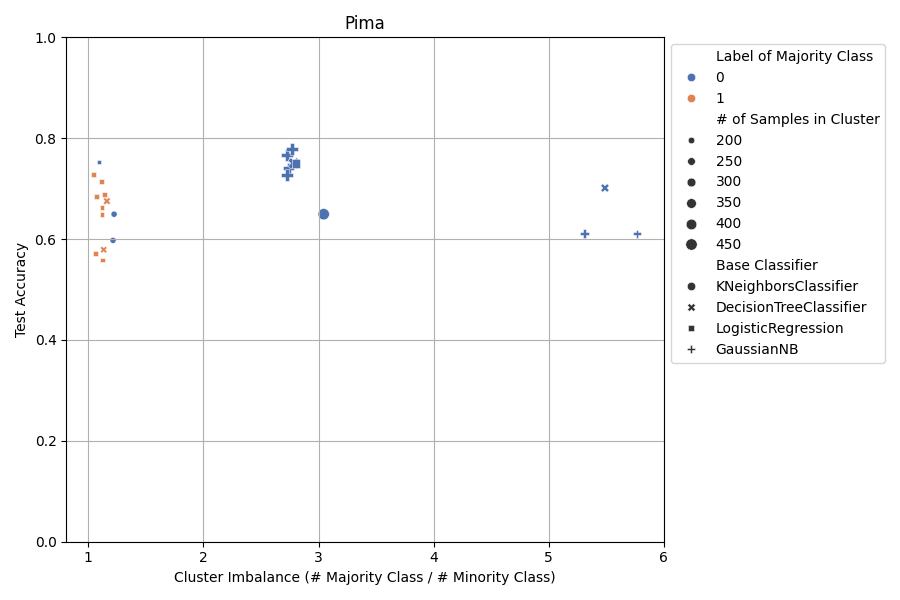 Pima
1.0
0.8
0.6
0.4
0.2
0.0
Test Accuracy
1 2 3 4 5 6
Cluster Imbalance (# Majority Class / # Minority Class)
Label of Majority Class
0
1
# of Samples in Cluster
200
250
300
350
400
450
Base Classifier
KNeighborsClassifier
DecisionTreeClassifier
LogisticRegression
GaussianNB